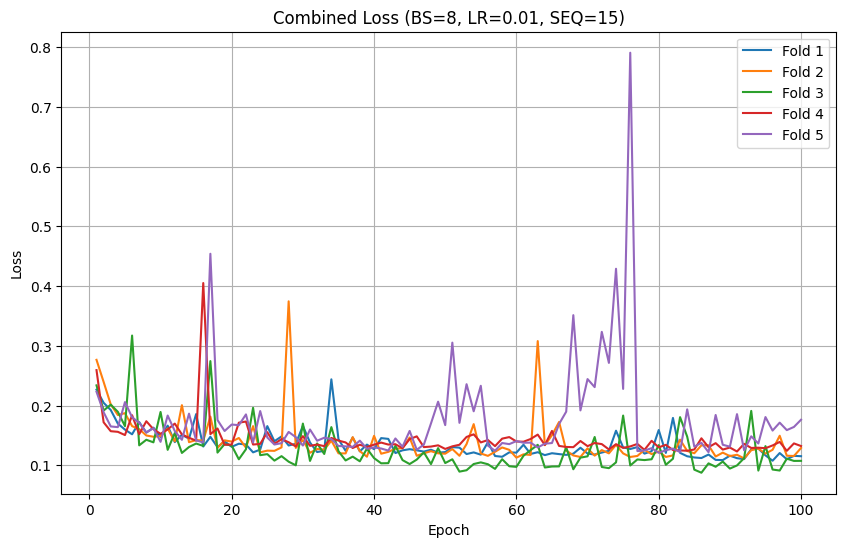 Combined Loss (BS=8, LR=0.01, SEQ=15)
Fold 1
Fold 2
Fold 3
Fold 4
Fold 5
Loss
0.8
0.7
0.6
0.5
0.4
0.3
0.2
0.1
0
20
40
60
80
100
Epoch